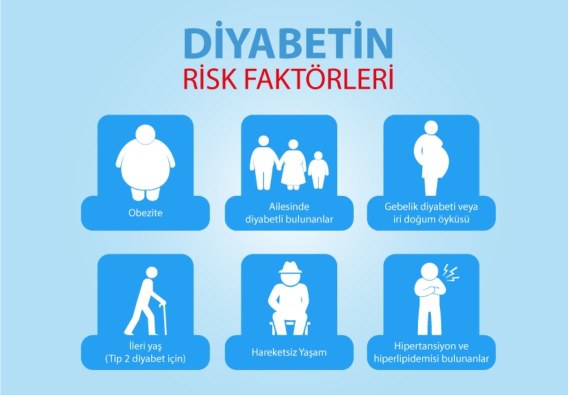 DİYABETİN
RİSK FAKTÖRLERİ
Obezite
Ailesinde
diyabetli bulunanlar
Gebelik diyabeti veya
iri doğum öyküsü
İleri yaş
(Tip 2 diyabet için)
Hareketsiz Yaşam
Hipertansiyon ve
hiperlipidemisi bulunanlar